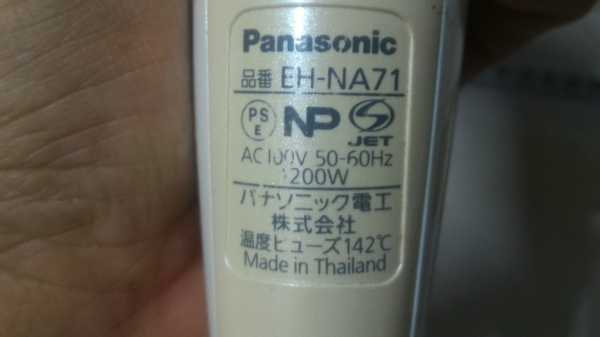 Panasonic
品番 EH-NA71
PS
E
NP
JET
AC100V 50-60Hz
1200W
パナソニック電工
株式会社
温度ヒューズ142℃
Made in Thailand